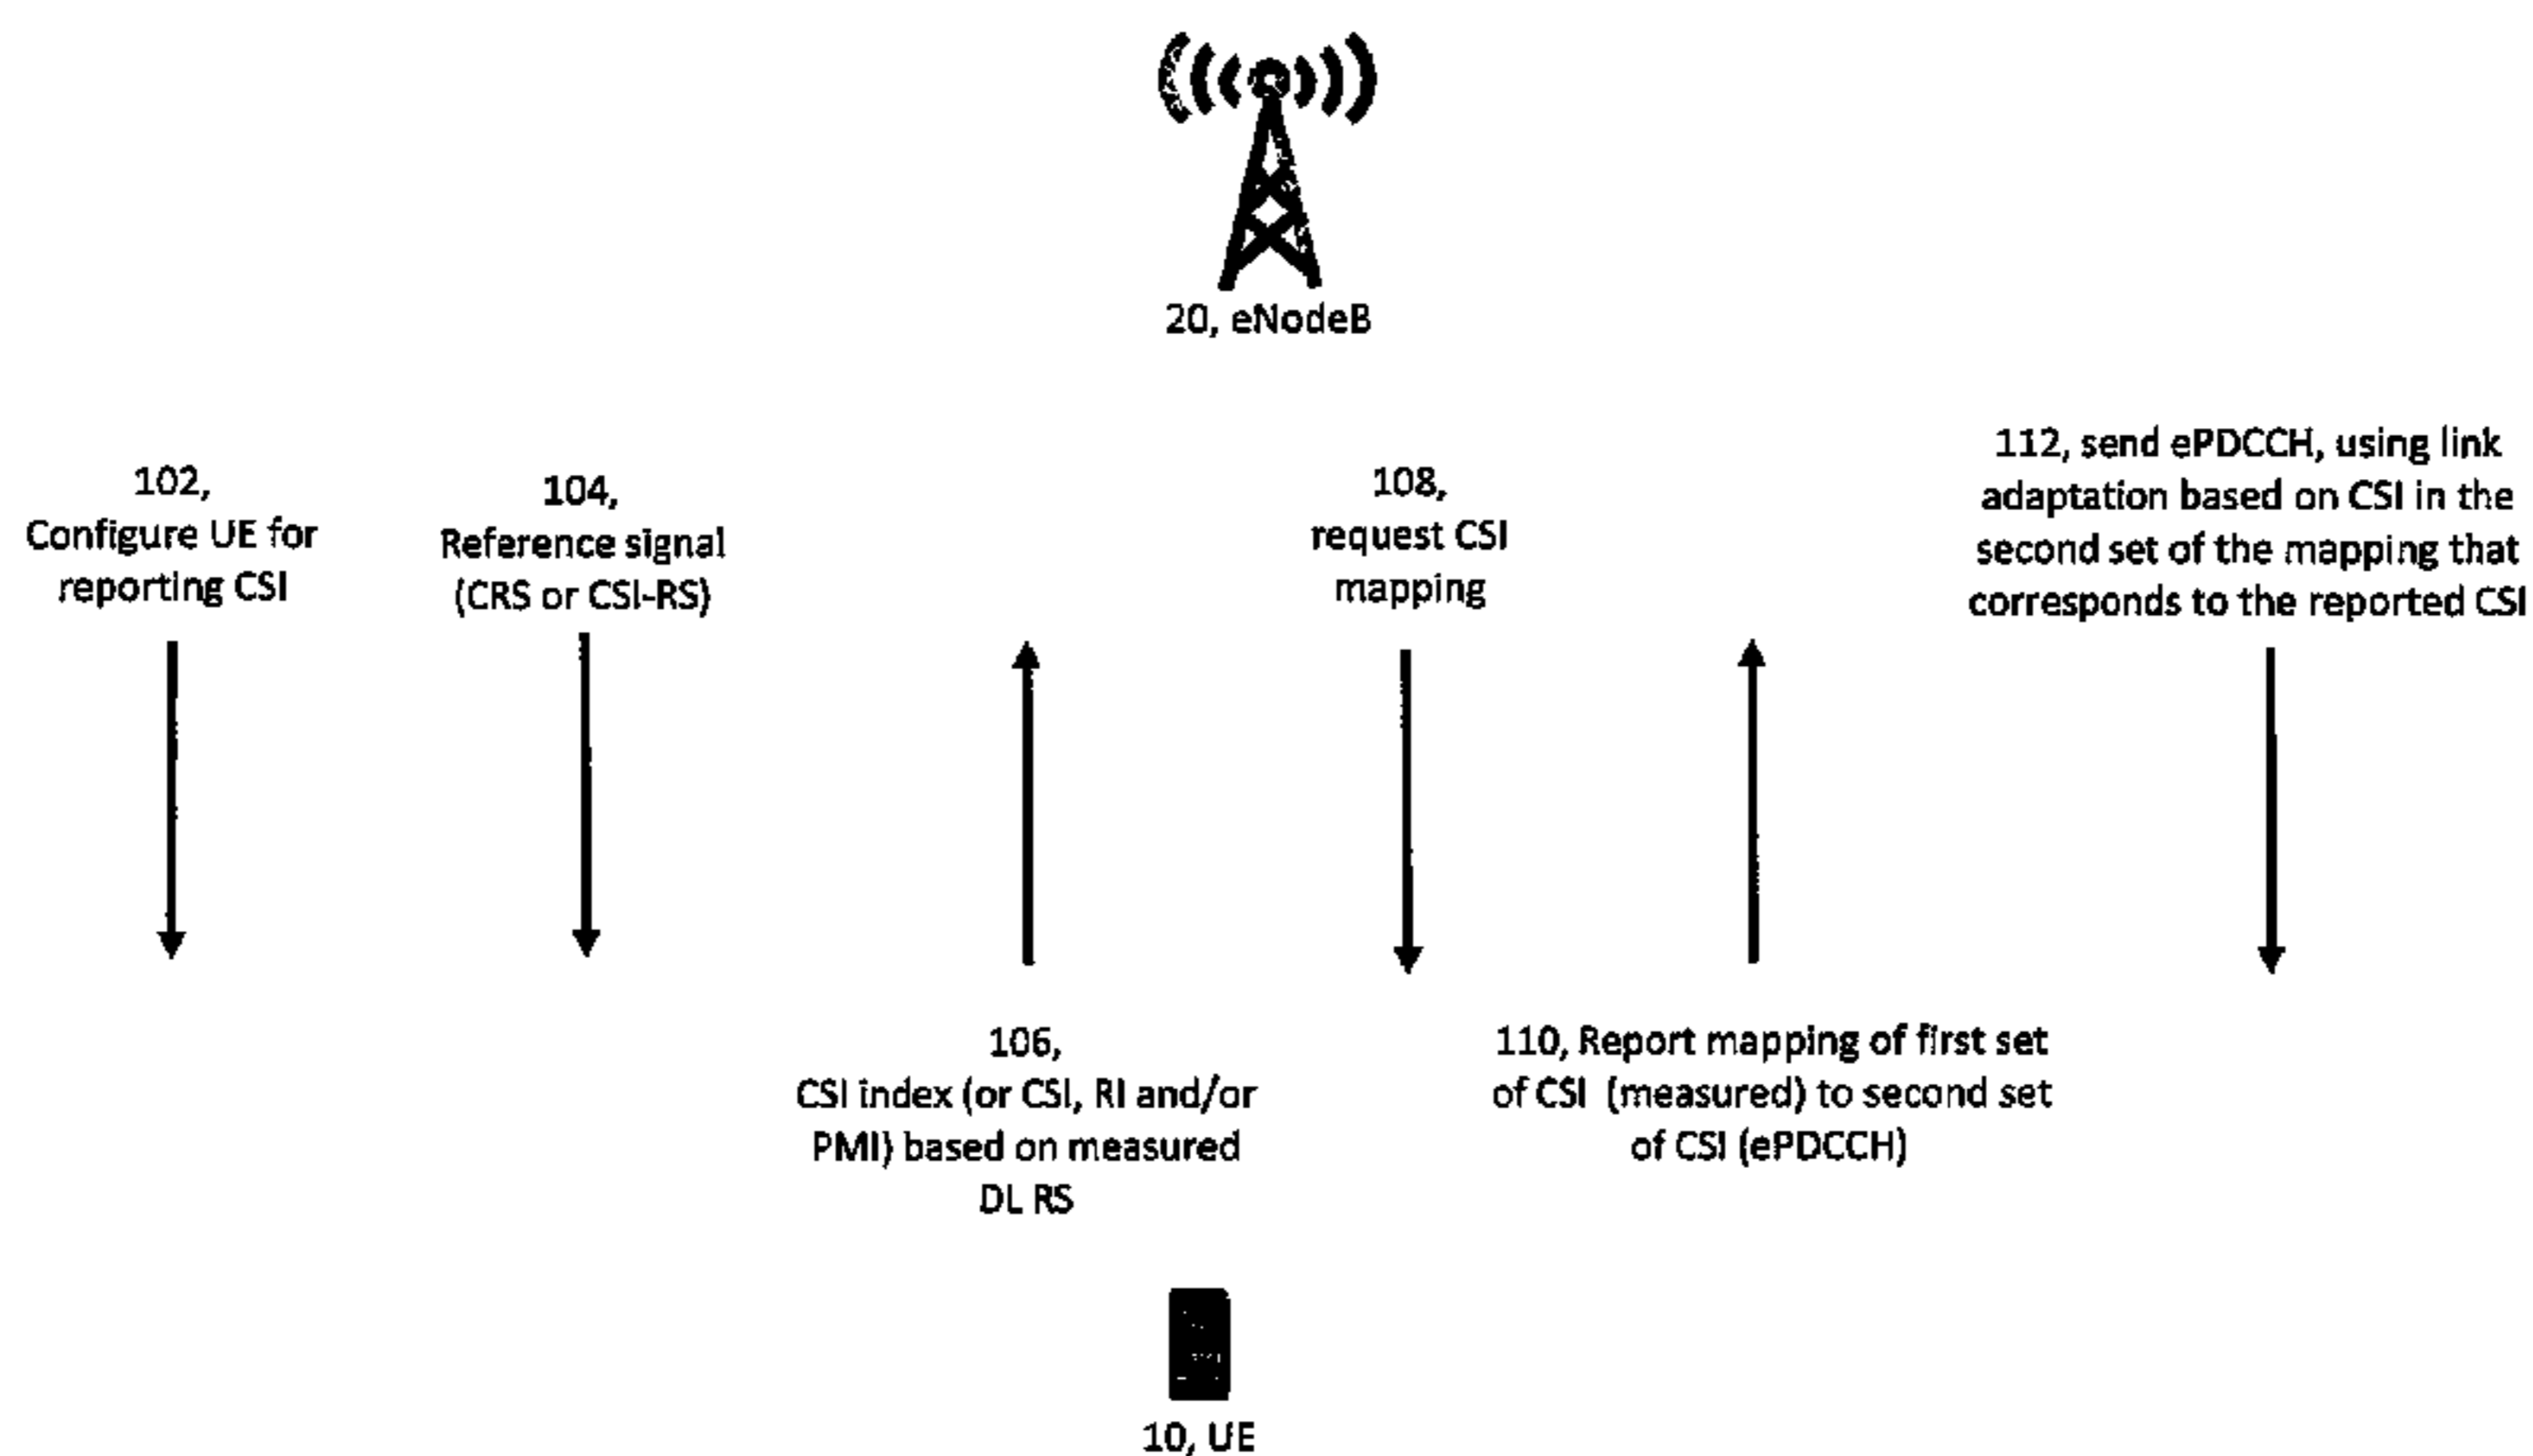 20, eNodeB
102,
Configure UE for
reporting CSI
104,
Reference signal
(CRS or CSI-RS)
108,
request CSI
mapping
112, send ePDCCH, using link
adaptation based on CSI in the
second set of the mapping that
corresponds to the reported CSI
106,
CSI index (or CSI, RI and/or
PMI) based on measured
DL RS
110, Report mapping of first set
of CSI (measured) to second set
of CSI (ePDCCH)
10, UE